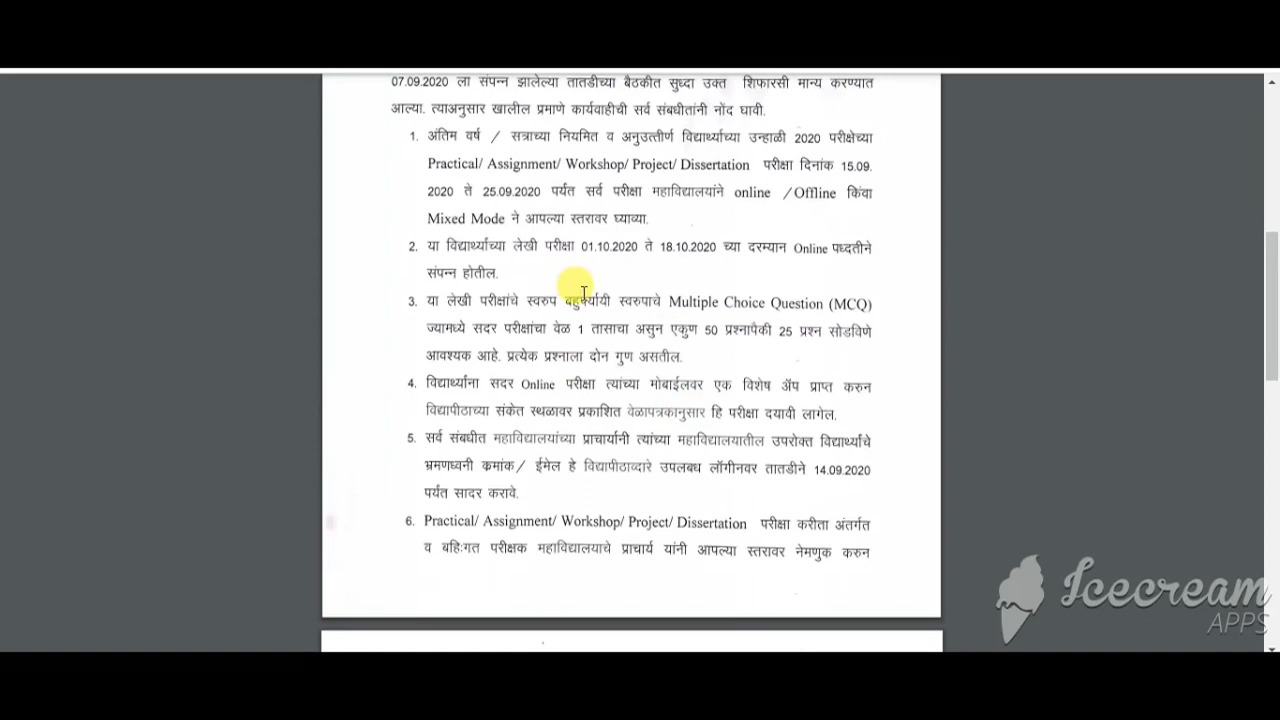 07.09.2020 ला संपन्न झालेल्या तातडीच्या बैठकीत सुध्दा उक्त शिफारसी मान्य करण्यात
आल्या. त्याअनुसार खालील प्रमाणे कार्यवाहीची सर्व संबधीतांनी नोंद घावी.
1. अंतिम वर्ष / सत्राच्या नियमित व अनुउत्तीर्ण विद्यार्थ्याच्या उन्हाळी 2020 परीक्षेच्या
Practical/ Assignment/ Workshop/ Project/ Dissertation परीक्षा दिनांक 15.09.
2020 ते 25.09.2020 पर्यंत सर्व परीक्षा महाविद्यालयांने online /Offline किंवा
Mixed Mode ने आपल्या स्तरावर घ्याव्या.
2. या विद्यार्थ्याच्या लेखी परीक्षा 01.10.2020 ते 18.10.2020 च्या दरम्यान Online पध्दतीने
संपन्न होतील.
3. या लेखी परीक्षांचे स्वरुप बहुर्प्यायी स्वरुपाचे Multiple Choice Question (MCQ)
ज्यामध्ये सदर परीक्षांचा वेळ 1 तासाचा असुन एकुण 50 प्रश्नापैकी 25 प्रश्न सोडविणे
आवश्यक आहे. प्रत्येक प्रश्नाला दोन गुण असतील.
4. विद्यार्थ्यांना सदर Online परीक्षा त्यांच्या मोबाईलवर एक विशेष ॲप प्राप्त करुन
विद्यापीठाच्या संकेत स्थळावर प्रकाशित वेळापत्रकानुसार हि परीक्षा दयावी लागेल.
5. सर्व संबधीत महाविद्यालयांच्या प्राचार्यानी त्यांच्या महाविद्यालयातील उपरोक्त विद्यार्थ्यांचे
भ्रमणध्वनी कमांक/ ईमेल हे विद्यापीठाव्दारे उपलबध लॉगीनवर तातडीने 14.09.2020
पर्यंत सादर करावे.
6. Practical/ Assignment/ Workshop/ Project/ Dissertation परीक्षा करीता अंतर्गत
व बहिःगत परीक्षक महाविद्यालयाचे प्राचार्य यांनी आपल्या स्तरावर नेमणुक करुन
Icecream
APPS